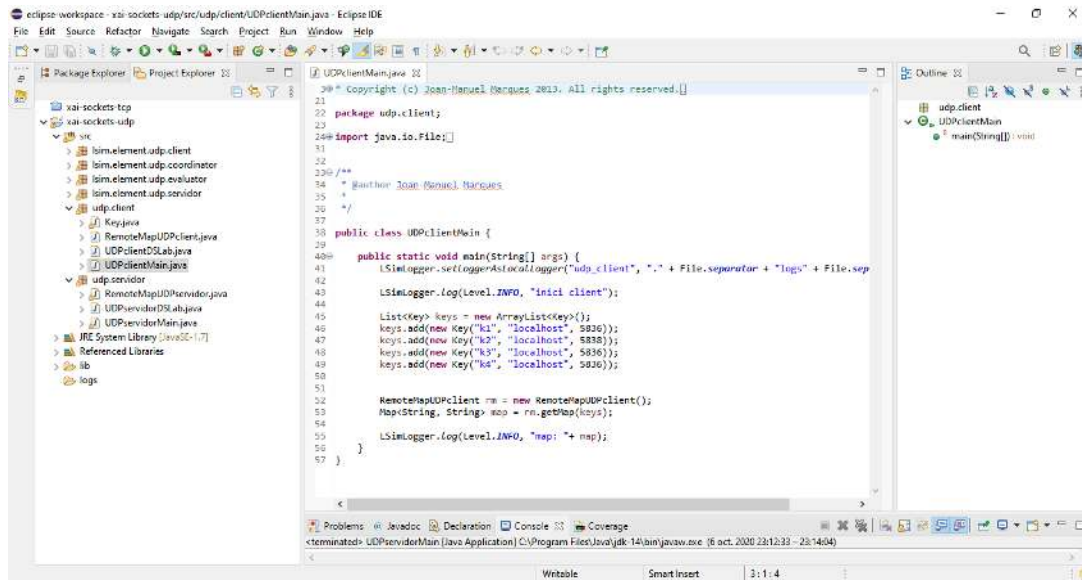 eclipse-workspace - xai-sockets-udp/src/udp/client/UDPclientMain.java - Eclipse IDE
File Edit Source Refactor Navigate Search Project Run Window Help
Package Explorer Project Explorer
xai-sockets-tcp
xai-sockets-udp
src
lsim.element.udp.client
lsim.element.udp.coordinator
lsim.element.udp.evaluator
lsim.element.udp.servidor
udp.client
Key.java
RemoteMapUDPclient.java
UDPclientDSLab.java
UDPclientMain.java
udp.servidor
RemoteMapUDPservidor.java
UDPservidorDSLab.java
UDPservidorMain.java
JRE System Library [JavaSE-1.7]
Referenced Libraries
lib
logs
UDPclientMain.java
* Copyright (c) Joan-Manuel Marques 2013. All rights reserved.
21
22 package udp.client;
23
24 import java.io.File;
31
32
33 /**
34 * @author Joan-Manuel Marques
35 *
36 */
37
38 public class UDPclientMain {
39
40 public static void main(String[] args) {
41 LSimLogger.setLoggerAsLocalLogger("udp_client", "." + File.separator + "logs" + File.sep
42
43 LSimLogger.log(Level.INFO, "inici client");
44
45 List<Key> keys = new ArrayList<Key>();
46 keys.add(new Key("k1", "localhost", 5836));
47 keys.add(new Key("k2", "localhost", 5838));
48 keys.add(new Key("k3", "localhost", 5836));
49 keys.add(new Key("k4", "localhost", 5836));
50
51
52 RemoteMapUDPclient rm = new RemoteMapUDPclient();
53 Map<String, String> map = rm.getMap(keys);
54
55 LSimLogger.log(Level.INFO, "map: "+ map);
56 }
57 }
Outline
udp.client
UDPclientMain
main(String[]) : void
Problems Javadoc Declaration Console Coverage
<terminated> UDPservidorMain [Java Application] C:\Program Files\Java\jdk-14\bin\javaw.exe (6 oct. 2020 23:12:33 – 23:14:04)
Writable Smart Insert 3 : 1 : 4